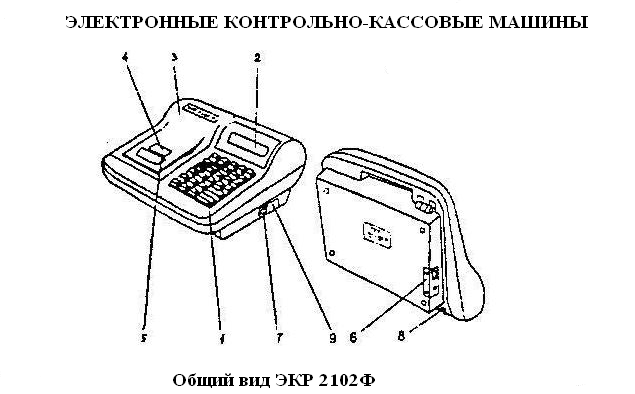 ЭЛЕКТРОННЫЕ КОНТРОЛЬНО-КАССОВЫЕ МАШИНЫ
4 3 2
5 1 7 9 6 8
Общий вид ЭКР 2102Ф